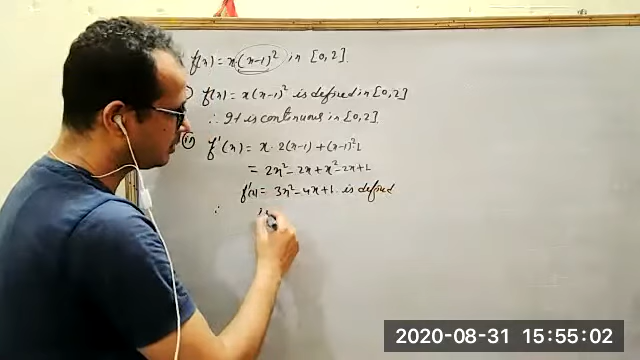 f(x) = x·(x-1)² in [0, 2].
) f(x) = x(x-1)² is defined in [0,2]
∴ It is continuous in [0,2].
(ii) f'(x) = x·2(x-1) + (x-1)²·1
= 2x² - 2x + x² - 2x + 1
f'(x) = 3x² - 4x + 1 is defined
∴ in
2020-08-31 15:55:02